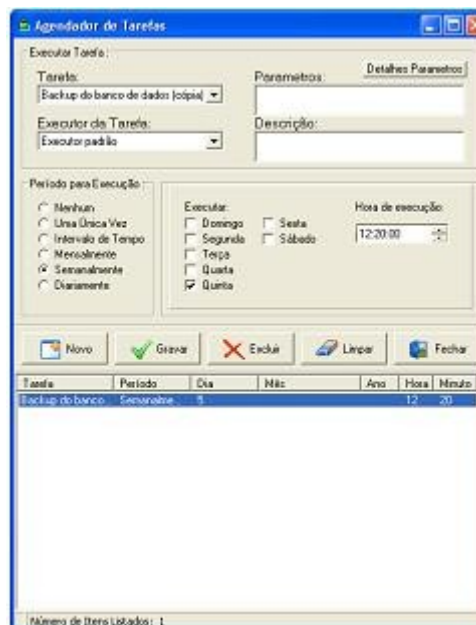 Agendador de Tarefas
Executar Tarefa:
Tarefa:
Parametros:
Detalhes Parametros
Backup do banco de dados (cópia)
Executor da Tarefa:
Descrição:
Executor padrão
Período para Execução:
Nenhum
Uma Única Vez
Intervalo de Tempo
Mensalmente
Semanalmente
Diariamente
Executar:
Domingo
Segunda
Terça
Quarta
Quinta
Sexta
Sábado
Hora de execução:
12:20:00
Novo Gravar Excluir Limpar Fechar
Tarefa Período Dia Mês Ano Hora Minuto
Backup do banco... Semanalme... 5 12 20
Número de Itens Listados: 1